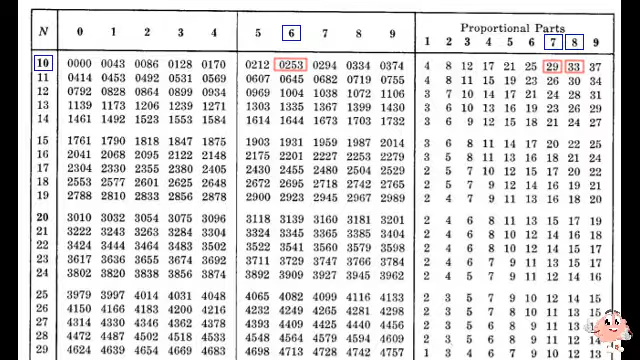 Proportional Parts
N 0 1 2 3 4 5 6 7 8 9 1 2 3 4 5 6 7 8 9
10 0000 0043 0086 0128 0170 0212 0253 0294 0334 0374 4 8 12 17 21 25 29 33 37
11 0414 0453 0492 0531 0569 0607 0645 0682 0719 0755 4 8 11 15 19 23 26 30 34
12 0792 0828 0864 0899 0934 0969 1004 1038 1072 1106 3 7 10 14 17 21 24 28 31
13 1139 1173 1206 1239 1271 1303 1335 1367 1399 1430 3 6 10 13 16 19 23 26 29
14 1461 1492 1523 1553 1584 1614 1644 1673 1703 1732 3 6 9 12 15 18 21 24 27
15 1761 1790 1818 1847 1875 1903 1931 1959 1987 2014 3 6 8 11 14 17 20 22 25
16 2041 2068 2095 2122 2148 2175 2201 2227 2253 2279 3 5 8 11 13 16 18 21 24
17 2304 2330 2355 2380 2405 2430 2455 2480 2504 2529 2 5 7 10 12 15 17 20 22
18 2553 2577 2601 2625 2648 2672 2695 2718 2742 2765 2 5 7 9 12 14 16 19 21
19 2788 2810 2833 2856 2878 2900 2923 2945 2967 2989 2 4 7 9 11 13 16 18 20
20 3010 3032 3054 3075 3096 3118 3139 3160 3181 3201 2 4 6 8 11 13 15 17 19
21 3222 3243 3263 3284 3304 3324 3345 3365 3385 3404 2 4 6 8 10 12 14 16 18
22 3424 3444 3464 3483 3502 3522 3541 3560 3579 3598 2 4 6 8 10 12 14 15 17
23 3617 3636 3655 3674 3692 3711 3729 3747 3766 3784 2 4 6 7 9 11 13 15 17
24 3802 3820 3838 3856 3874 3892 3909 3927 3945 3962 2 4 5 7 9 11 12 14 16
25 3979 3997 4014 4031 4048 4065 4082 4099 4116 4133 2 3 5 7 9 10 12 14 15
26 4150 4166 4183 4200 4216 4232 4249 4265 4281 4298 2 3 5 7 8 10 11 13 15
27 4314 4330 4346 4362 4378 4393 4409 4425 4440 4456 2 3 5 6 8 9 11 13
28 4472 4487 4502 4518 4533 4548 4564 4579 4594 4609 2 3 5 6 8 9 11 12
29 4624 4639 4654 4669 4683 4698 4713 4728 4742 4757 1 3 4 6 7 9 10 12 13